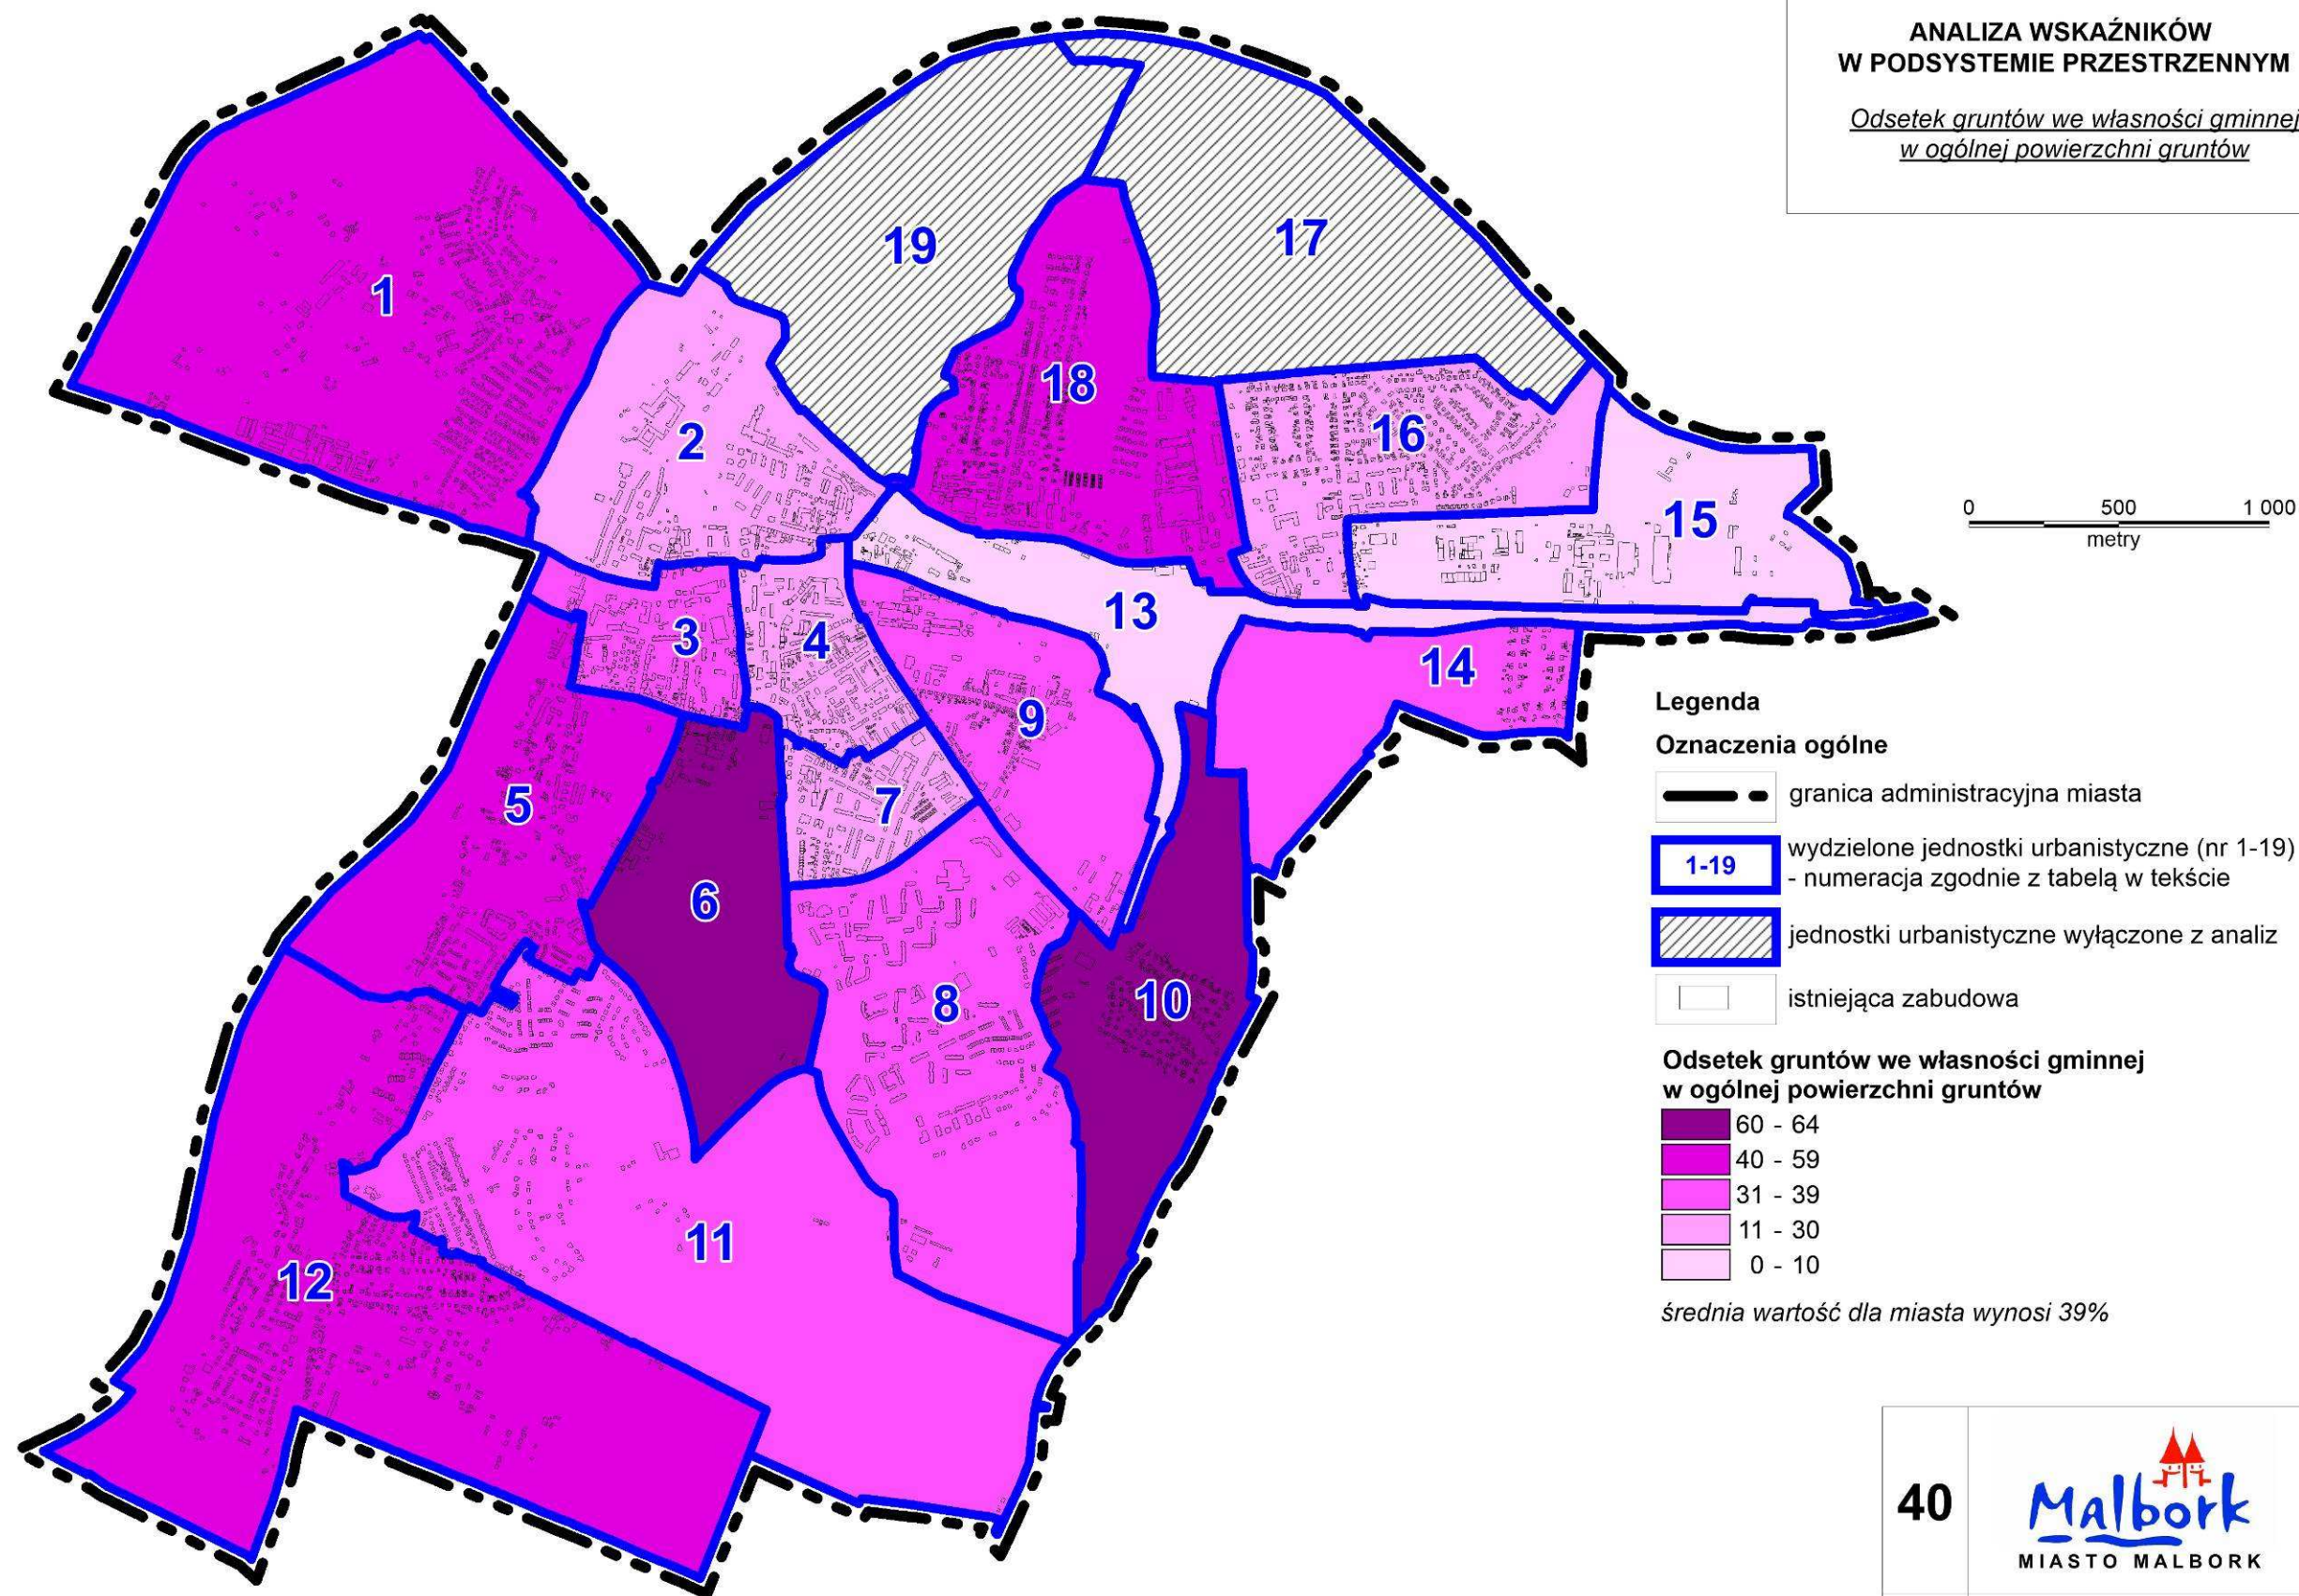 ANALIZA WSKAŹNIKÓW
W PODSYSTEMIE PRZESTRZENNYM
Odsetek gruntów we własności gminnej
w ogólnej powierzchni gruntów
19
17
1
18
2
16
15
0 500 1 000
metry
13
3
4
14
9
5
7
6
10
8
11
12
Legenda
Oznaczenia ogólne
granica administracyjna miasta
1-19
wydzielone jednostki urbanistyczne (nr 1-19)
- numeracja zgodnie z tabelą w tekście
jednostki urbanistyczne wyłączone z analiz
istniejąca zabudowa
Odsetek gruntów we własności gminnej
w ogólnej powierzchni gruntów
60 - 64
40 - 59
31 - 39
11 - 30
0 - 10
średnia wartość dla miasta wynosi 39%
40
Malbork
MIASTO MALBORK